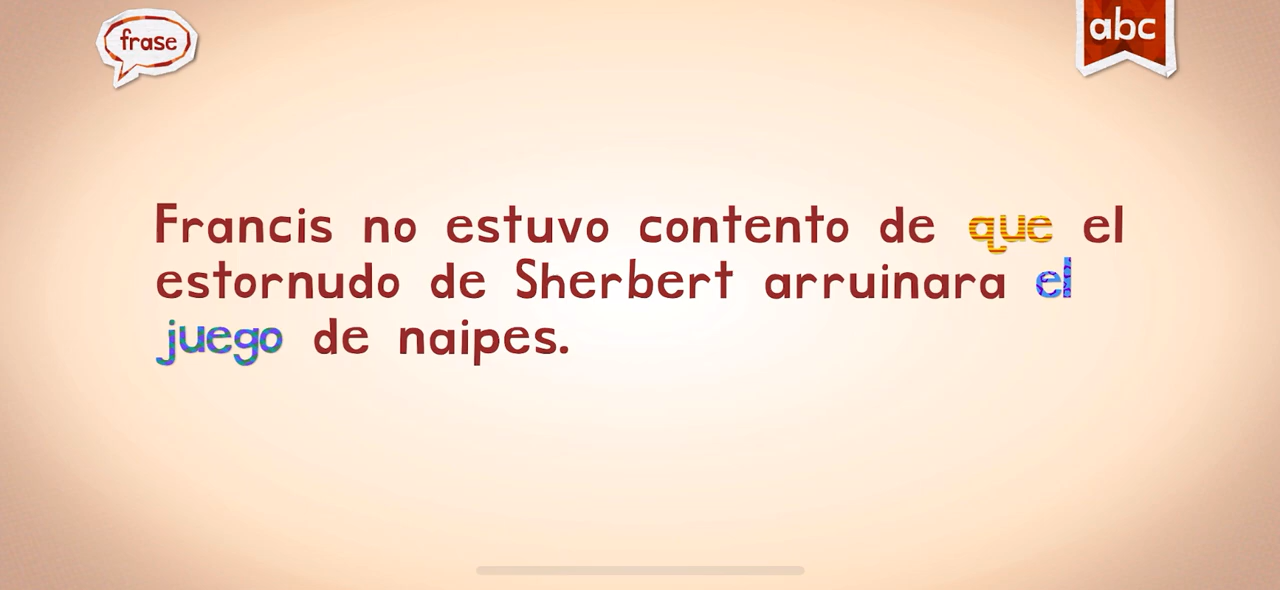 frase
abc
Francis no estuvo contento de que el
estornudo de Sherbert arruinara el
juego de naipes.